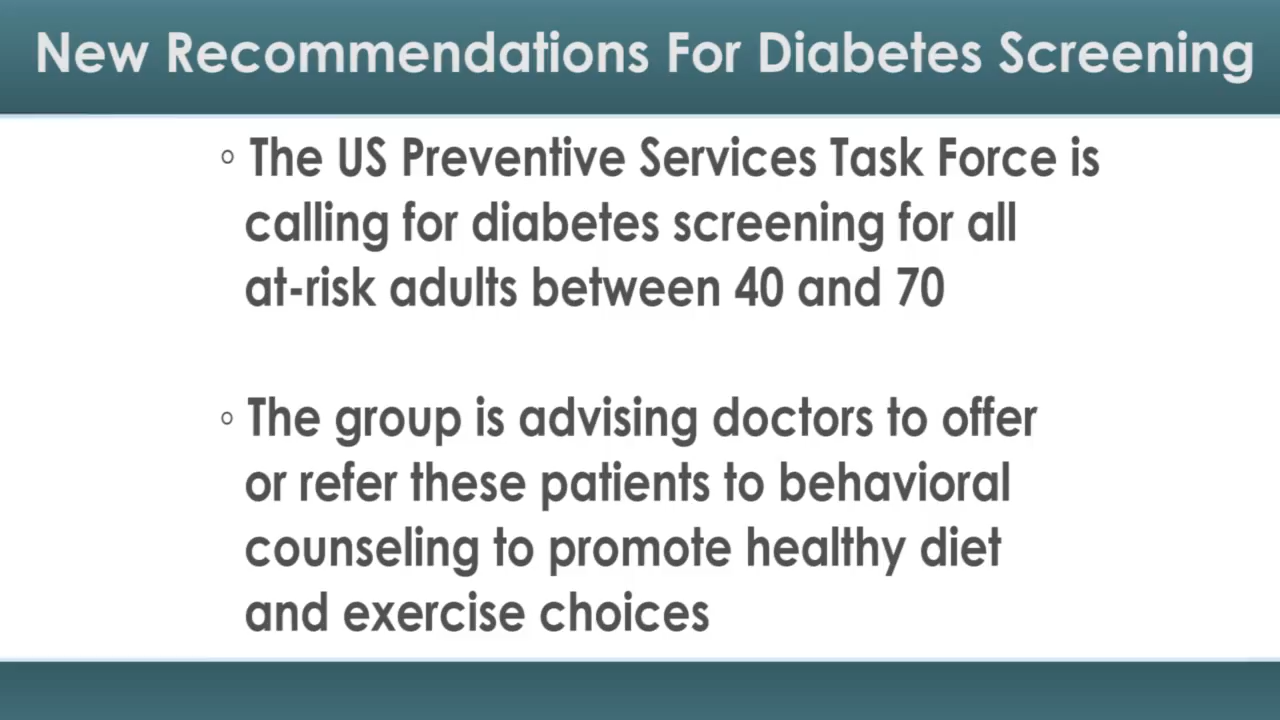 New Recommendations For Diabetes Screening
◦ The US Preventive Services Task Force is
calling for diabetes screening for all
at-risk adults between 40 and 70
◦ The group is advising doctors to offer
or refer these patients to behavioral
counseling to promote healthy diet
and exercise choices